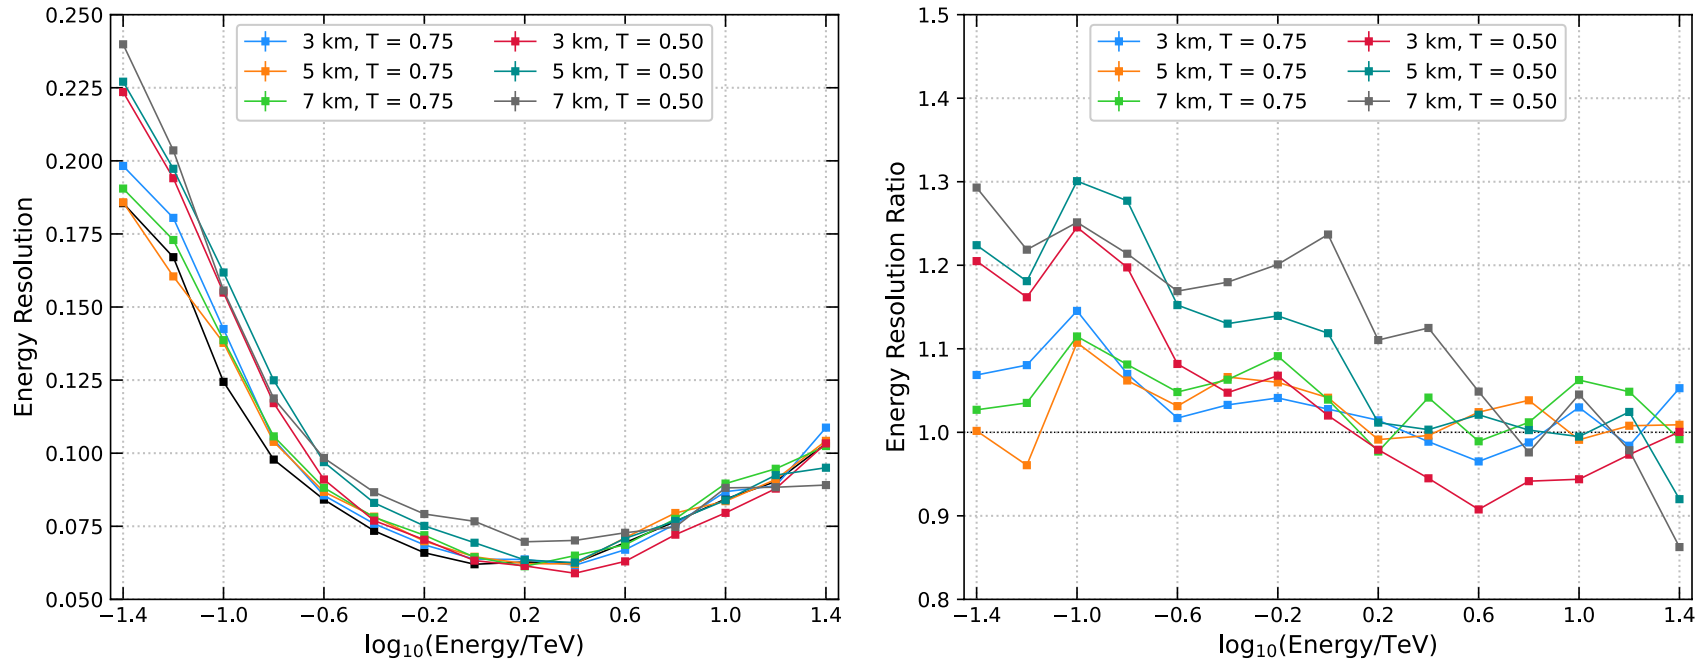 0.250
0.225
0.200
0.175
0.150
0.125
0.100
0.075
0.050
Energy Resolution
3 km, T = 0.75
5 km, T = 0.75
7 km, T = 0.75
3 km, T = 0.50
5 km, T = 0.50
7 km, T = 0.50
−1.4 −1.0 −0.6 −0.2 0.2 0.6 1.0 1.4
log₁₀(Energy/TeV)
1.5
1.4
1.3
1.2
1.1
1.0
0.9
0.8
Energy Resolution Ratio
3 km, T = 0.75
5 km, T = 0.75
7 km, T = 0.75
3 km, T = 0.50
5 km, T = 0.50
7 km, T = 0.50
−1.4 −1.0 −0.6 −0.2 0.2 0.6 1.0 1.4
log₁₀(Energy/TeV)